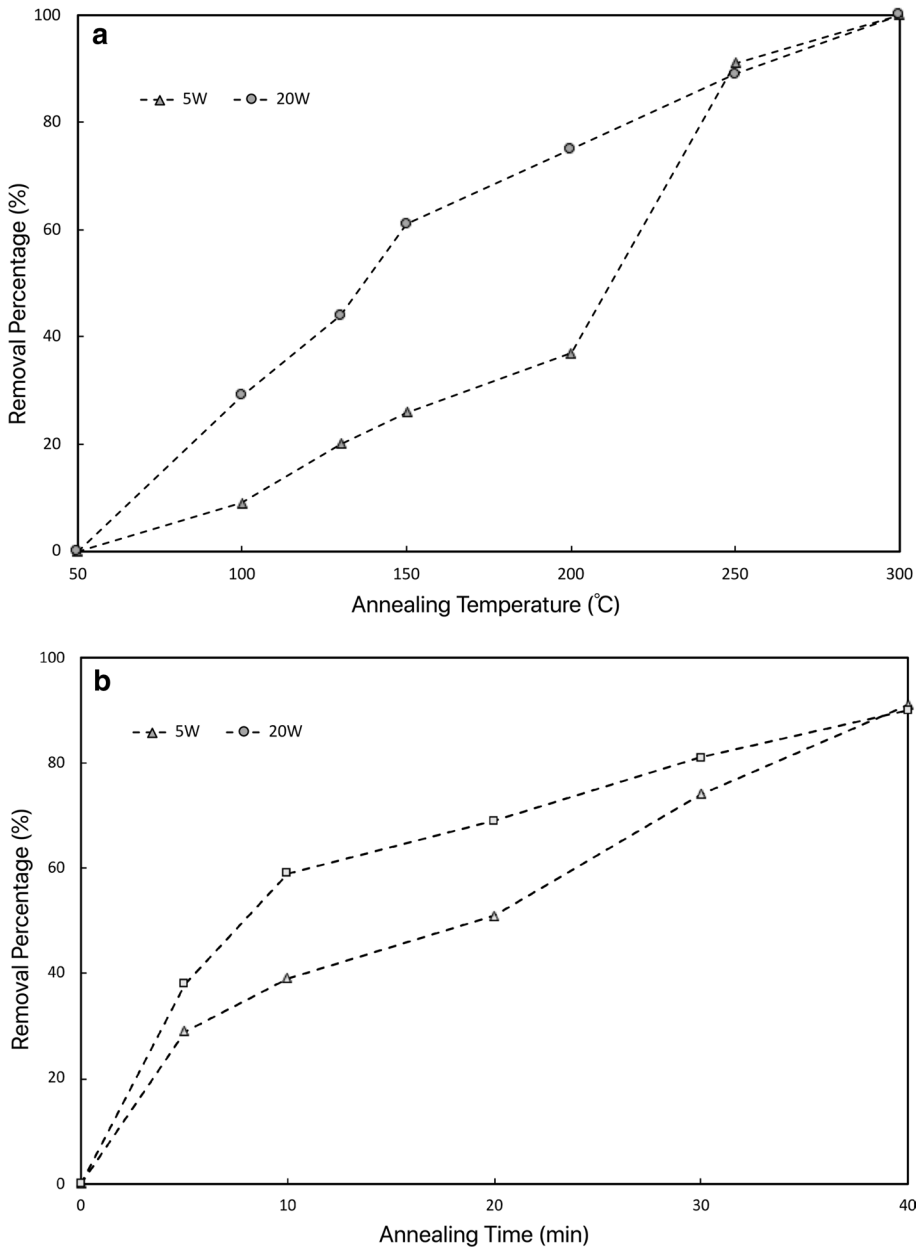 a
100
80
60
40
20
0
5W 20W
Removal Percentage (%)
50 100 150 200 250 300
Annealing Temperature (℃)
b
100
80
60
40
20
0
5W 20W
Removal Percentage (%)
0 10 20 30 40
Annealing Time (min)